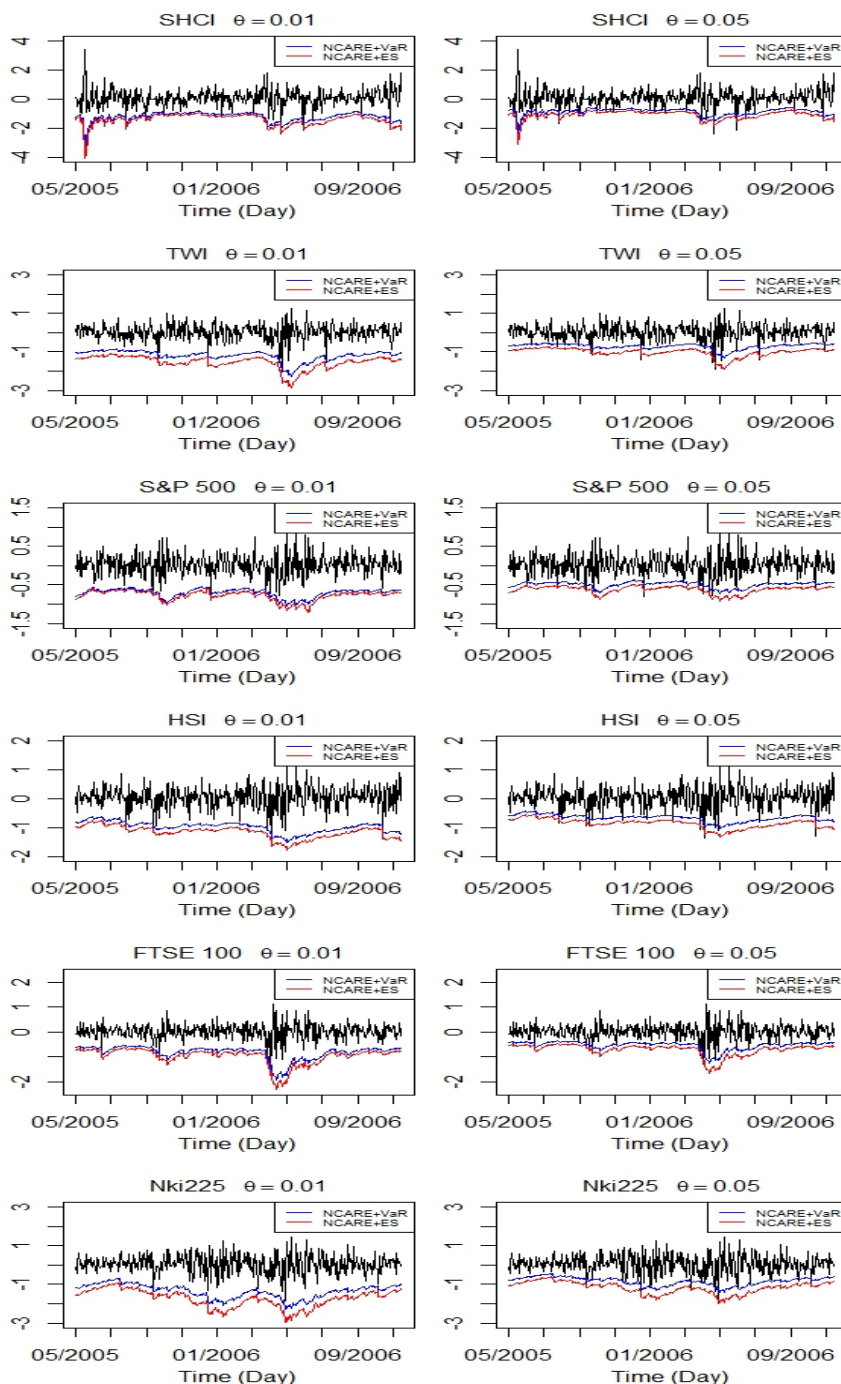 SHCI θ = 0.01
NCARE+VaR
NCARE+ES
4
2
0
-2
-4
05/2005 01/2006 09/2006
Time (Day)
SHCI θ = 0.05
NCARE+VaR
NCARE+ES
4
2
0
-2
-4
05/2005 01/2006 09/2006
Time (Day)
TWI θ = 0.01
NCARE+VaR
NCARE+ES
3
1
-1
-3
05/2005 01/2006 09/2006
Time (Day)
TWI θ = 0.05
NCARE+VaR
NCARE+ES
3
1
-1
-3
05/2005 01/2006 09/2006
Time (Day)
S&P 500 θ = 0.01
NCARE+VaR
NCARE+ES
1.5
0.5
-0.5
-1.5
05/2005 01/2006 09/2006
Time (Day)
S&P 500 θ = 0.05
NCARE+VaR
NCARE+ES
1.5
0.5
-0.5
-1.5
05/2005 01/2006 09/2006
Time (Day)
HSI θ = 0.01
NCARE+VaR
NCARE+ES
2
1
0
-1
-2
05/2005 01/2006 09/2006
Time (Day)
HSI θ = 0.05
NCARE+VaR
NCARE+ES
2
1
0
-1
-2
05/2005 01/2006 09/2006
Time (Day)
FTSE 100 θ = 0.01
NCARE+VaR
NCARE+ES
2
1
0
-2
05/2005 01/2006 09/2006
Time (Day)
FTSE 100 θ = 0.05
NCARE+VaR
NCARE+ES
2
1
0
-2
05/2005 01/2006 09/2006
Time (Day)
Nki225 θ = 0.01
NCARE+VaR
NCARE+ES
3
1
-1
-3
05/2005 01/2006 09/2006
Time (Day)
Nki225 θ = 0.05
NCARE+VaR
NCARE+ES
3
1
-1
-3
05/2005 01/2006 09/2006
Time (Day)